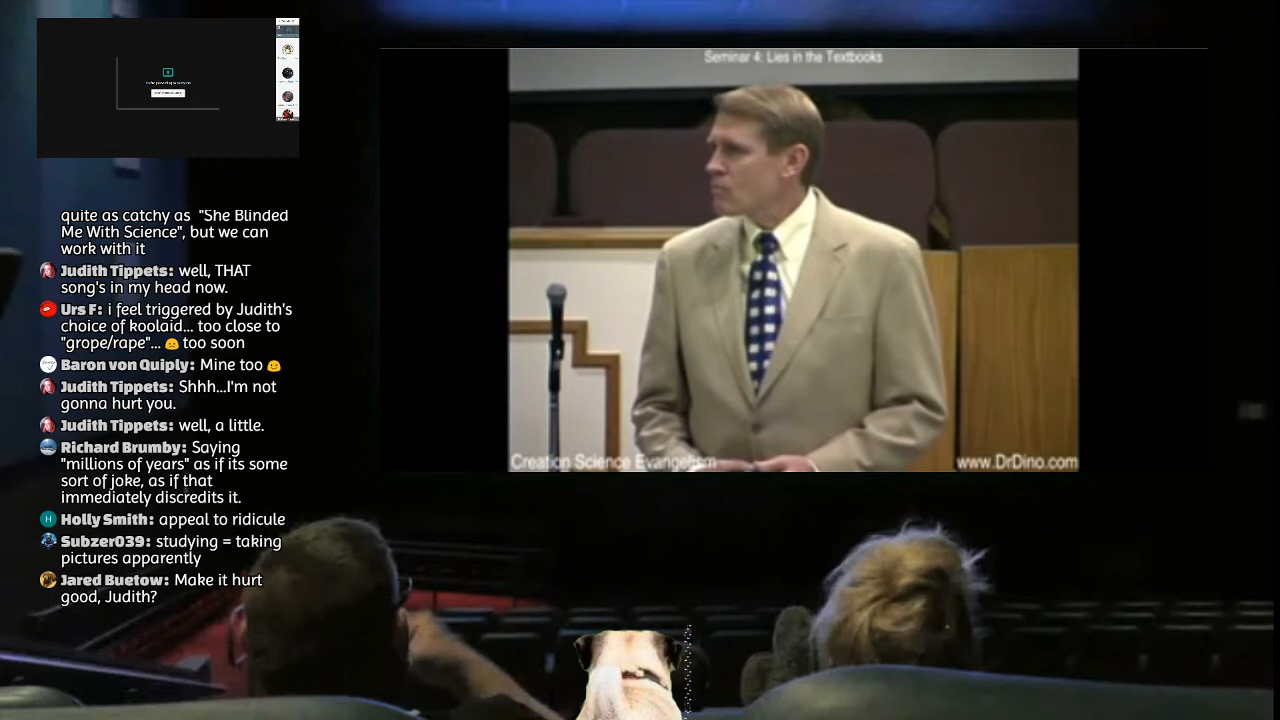 Seminar 4: Lies in the Textbooks
quite as catchy as "She Blinded
Me With Science", but we can
work with it
Judith Tippets: well, THAT
song's in my head now.
Urs F: i feel triggered by Judith's
choice of koolaid... too close to
"grope/rape"... 😟 too soon
Baron von Quiply: Mine too 🙂
Judith Tippets: Shhh...I'm not
gonna hurt you.
Judith Tippets: well, a little.
Richard Brumby: Saying
"millions of years" as if its some
sort of joke, as if that
immediately discredits it.
H Holly Smith: appeal to ridicule
Subzer039: studying = taking
pictures apparently
Jared Buetow: Make it hurt
good, Judith?
Creation Science Evangelism
www.DrDino.com